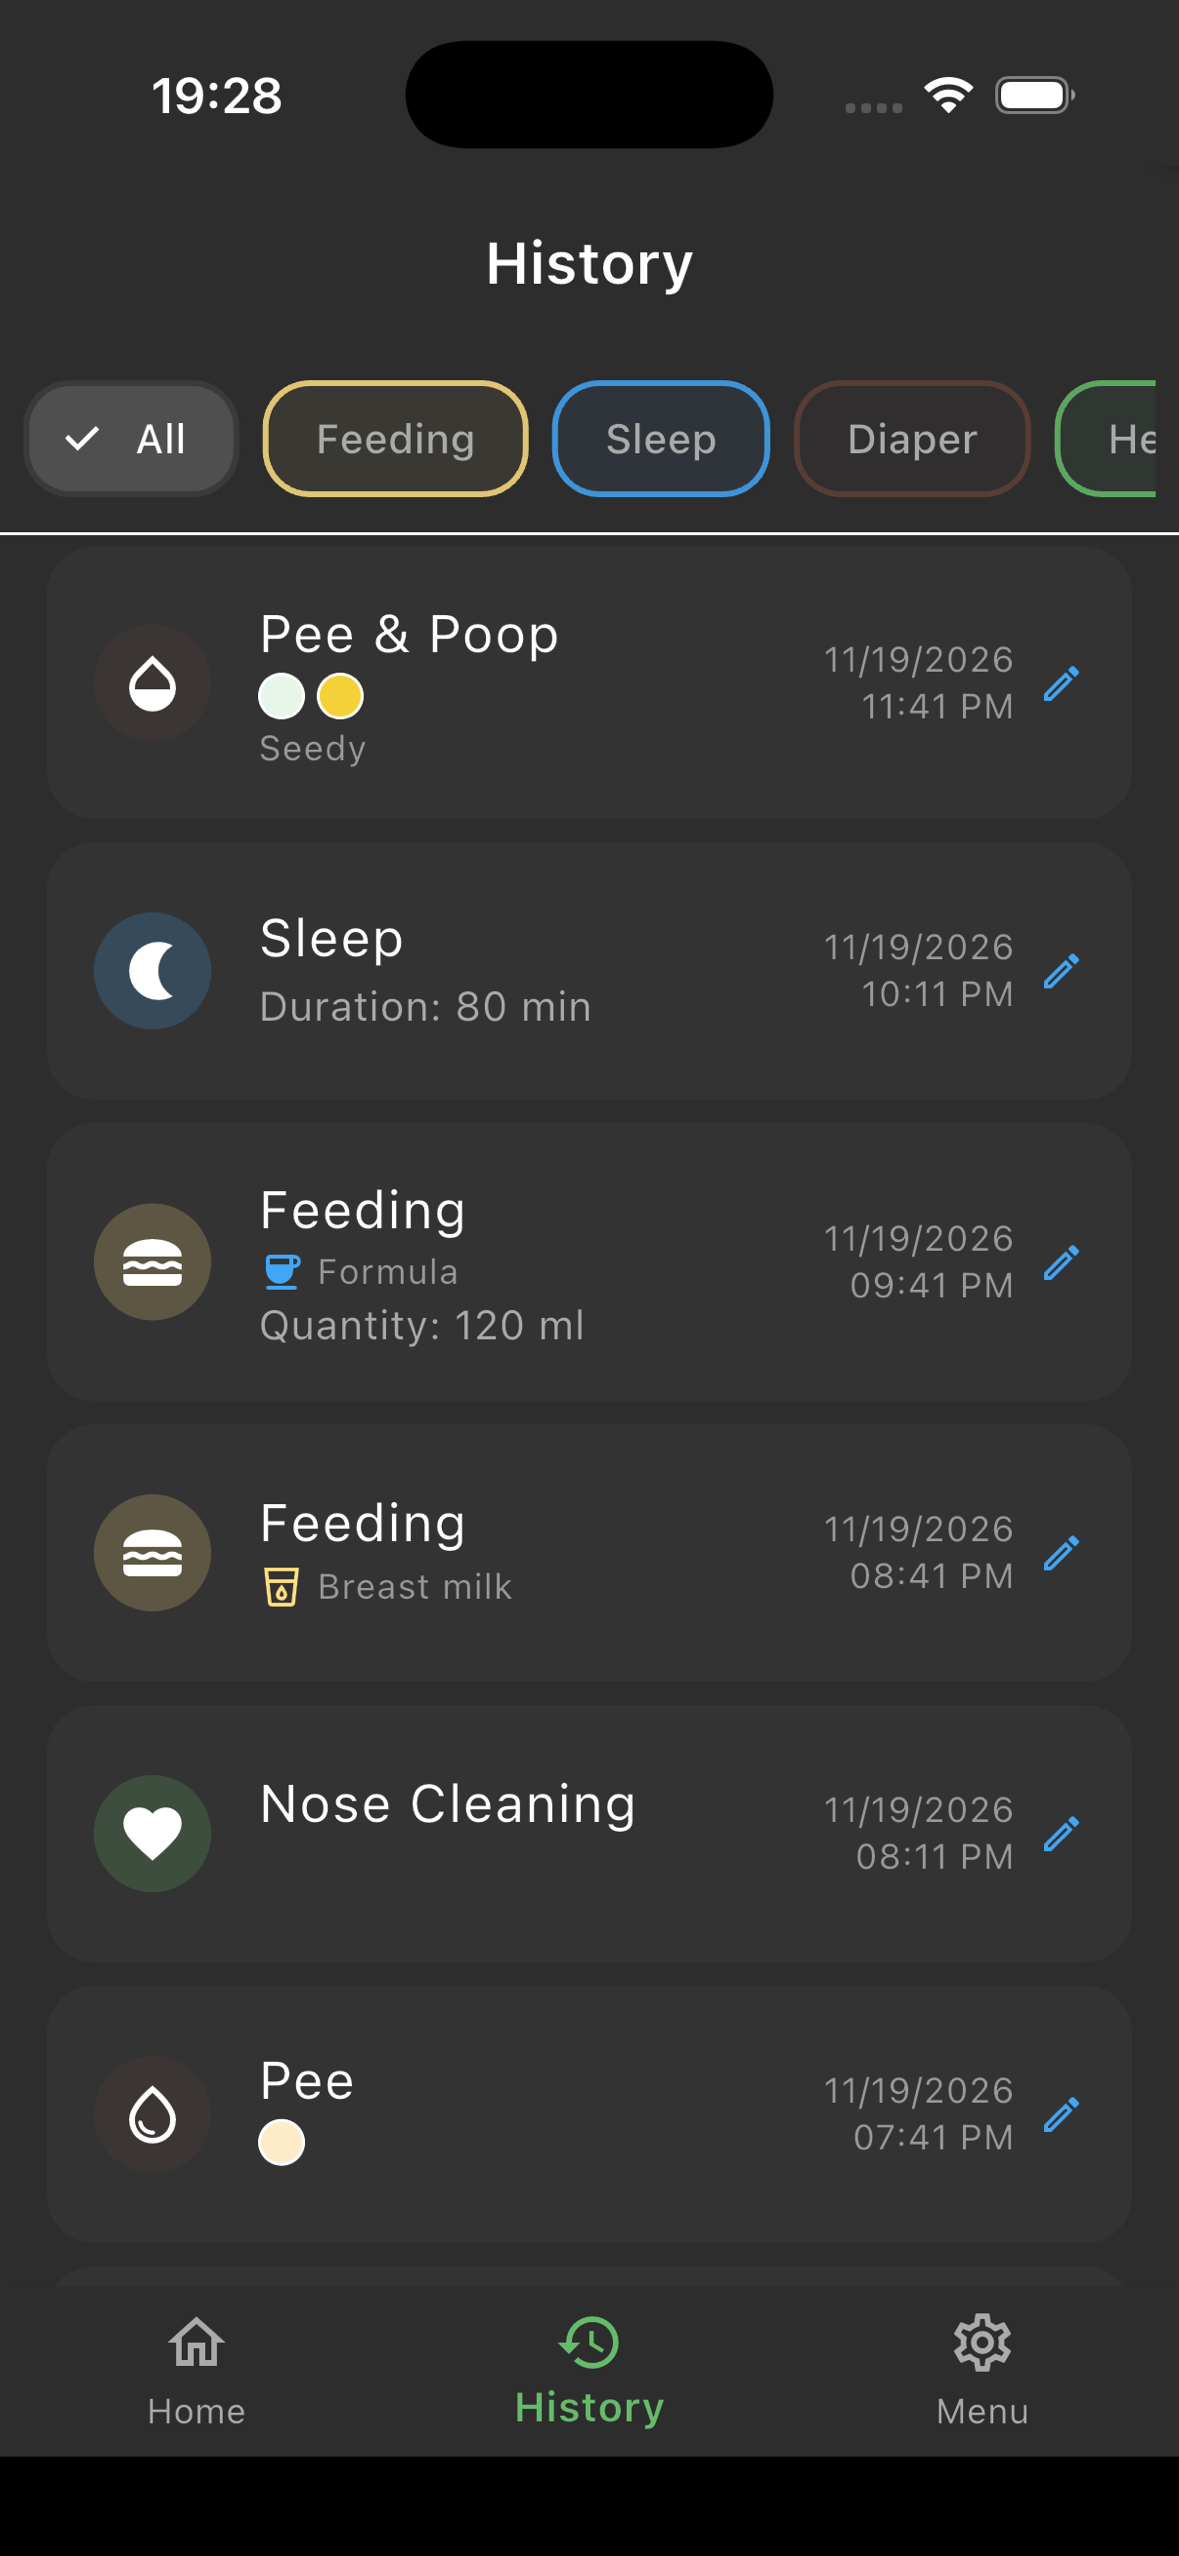 19:28
History
All
Feeding
Sleep
Diaper
He
Pee & Poop
Seedy
11/19/2026
11:41 PM
Sleep
Duration: 80 min
11/19/2026
10:11 PM
Feeding
Formula
Quantity: 120 ml
11/19/2026
09:41 PM
Feeding
Breast milk
11/19/2026
08:41 PM
Nose Cleaning
11/19/2026
08:11 PM
Pee
11/19/2026
07:41 PM
Home
History
Menu